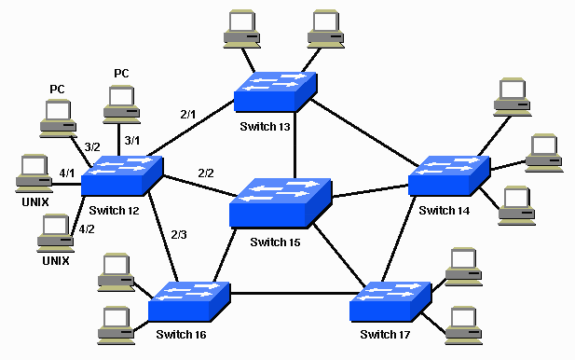 PC
PC
2/1
3/2
3/1
Switch 13
4/1
2/2
UNIX
Switch 12
Switch 14
4/2
2/3
Switch 15
UNIX
Switch 16
Switch 17